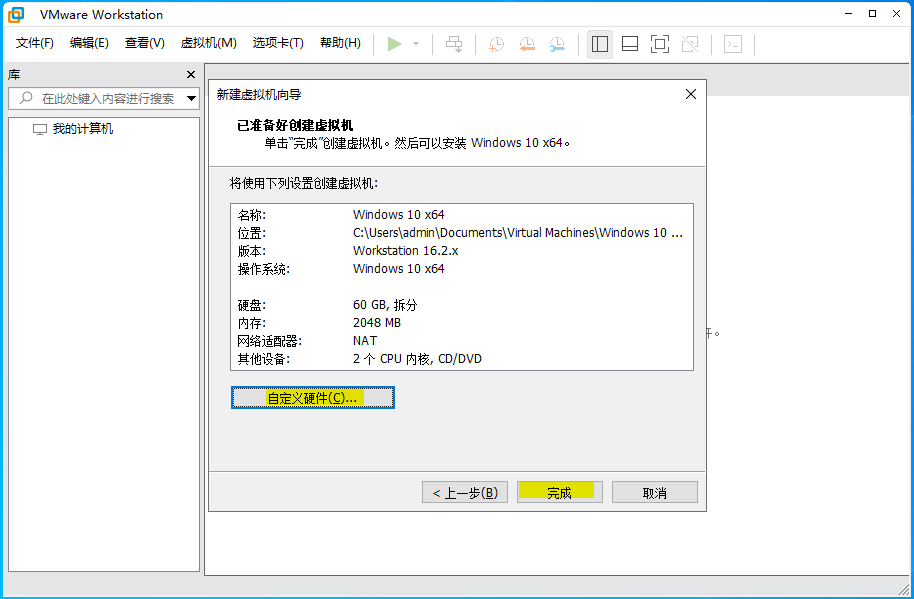 VMware Workstation
文件(F) 编辑(E) 查看(V) 虚拟机(M) 选项卡(T) 帮助(H)
库
在此处键入内容进行搜索
我的计算机
新建虚拟机向导
已准备好创建虚拟机
单击“完成”创建虚拟机。然后可以安装 Windows 10 x64。
将使用下列设置创建虚拟机:
名称: Windows 10 x64
位置: C:\Users\admin\Documents\Virtual Machines\Windows 10 ...
版本: Workstation 16.2.x
操作系统: Windows 10 x64
硬盘: 60 GB, 拆分
内存: 2048 MB
网络适配器: NAT
其他设备: 2 个 CPU 内核, CD/DVD
自定义硬件(C)...
< 上一步(B) 完成 取消